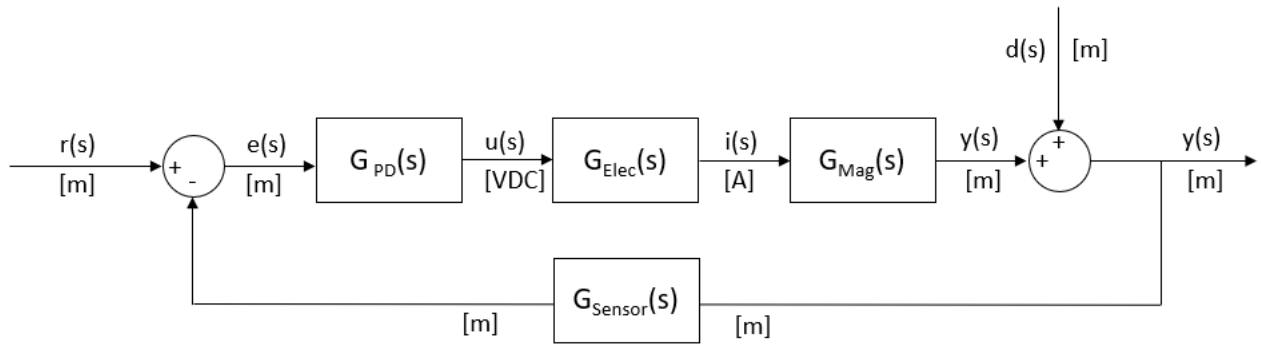 d(s) [m]
r(s)
[m]
+
-
e(s)
[m]
G PD(s)
u(s)
[VDC]
GElec(s)
i(s)
[A]
GMag(s)
y(s)
[m]
+
+
y(s)
[m]
GSensor(s)
[m]
[m]